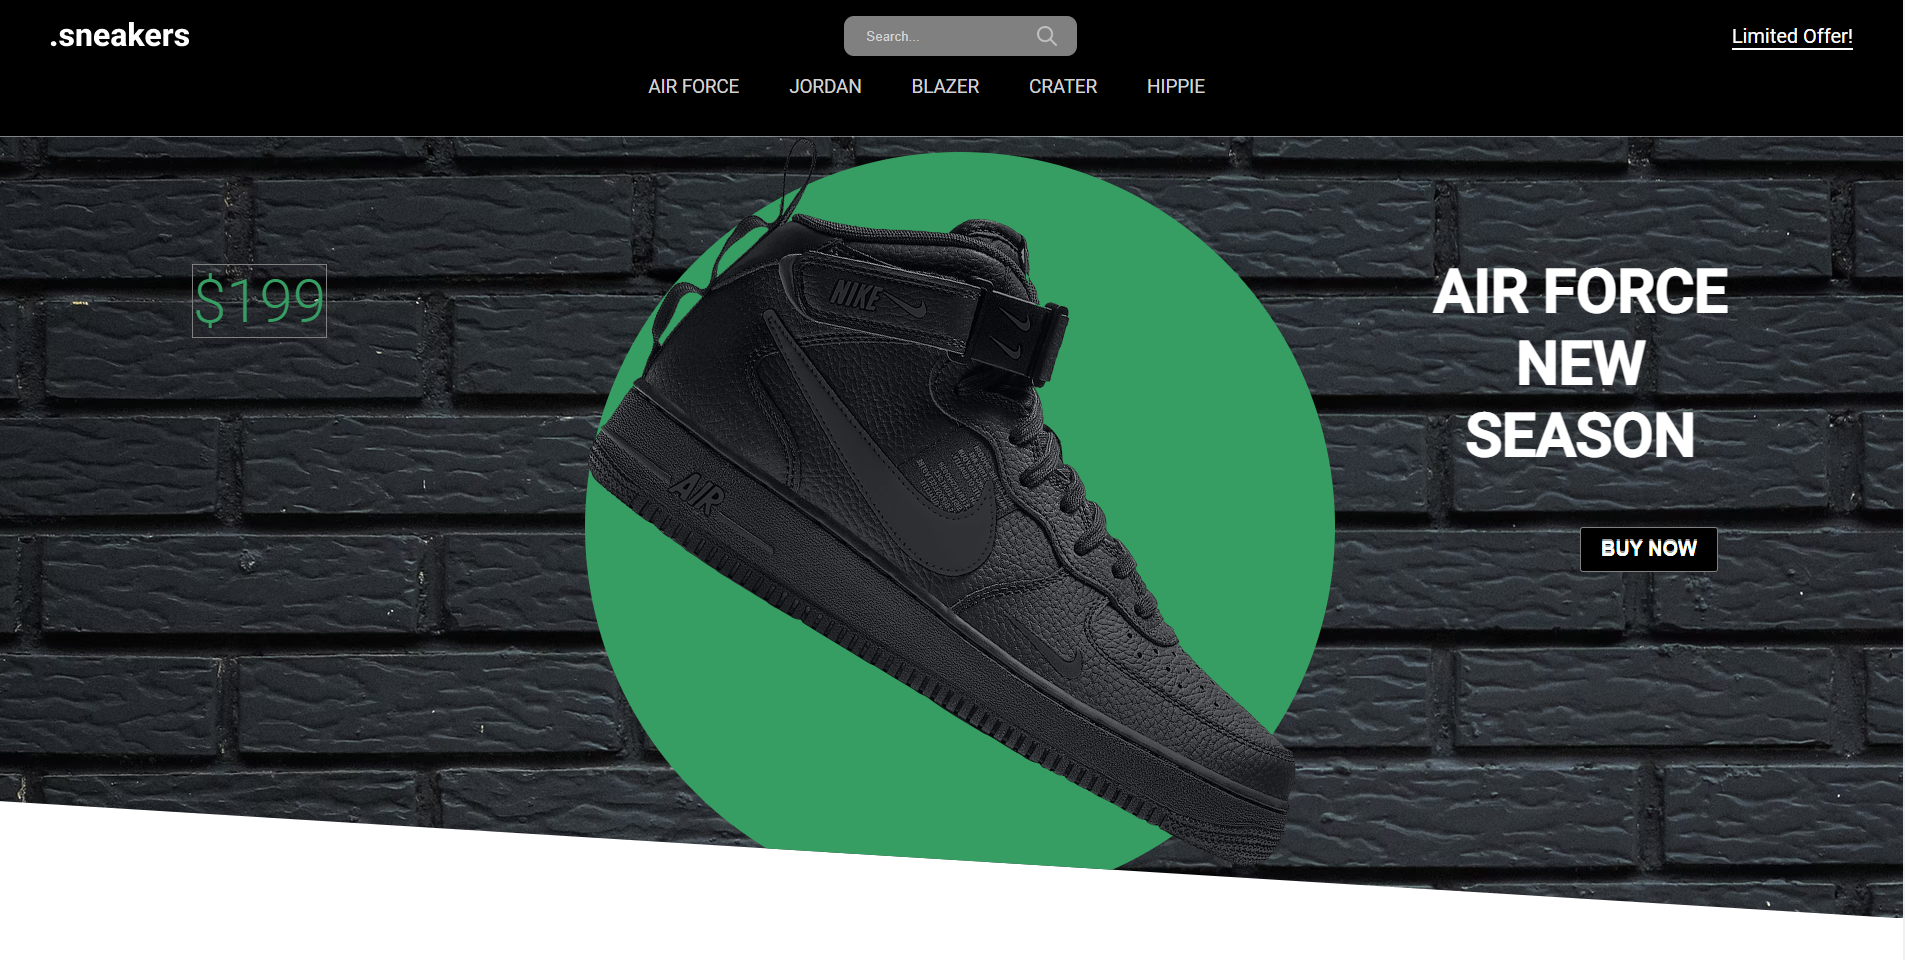 .sneakers
Search...
Limited Offer!
AIR FORCE JORDAN BLAZER CRATER HIPPIE
$199
AIR FORCE
NEW
SEASON
BUY NOW
NIKE
AIR